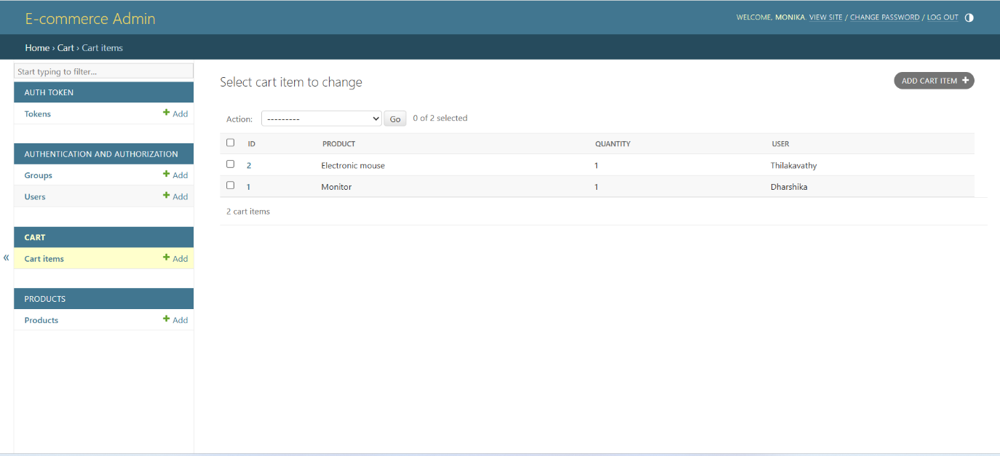 E-commerce Admin
WELCOME, MONIKA. VIEW SITE / CHANGE PASSWORD / LOG OUT
Home › Cart › Cart items
Start typing to filter...
AUTH TOKEN
Tokens + Add
AUTHENTICATION AND AUTHORIZATION
Groups + Add
Users + Add
CART
Cart items + Add
PRODUCTS
Products + Add
«
Select cart item to change
ADD CART ITEM +
Action: --------- Go 0 of 2 selected
ID PRODUCT QUANTITY USER
2 Electronic mouse 1 Thilakavathy
1 Monitor 1 Dharshika
2 cart items